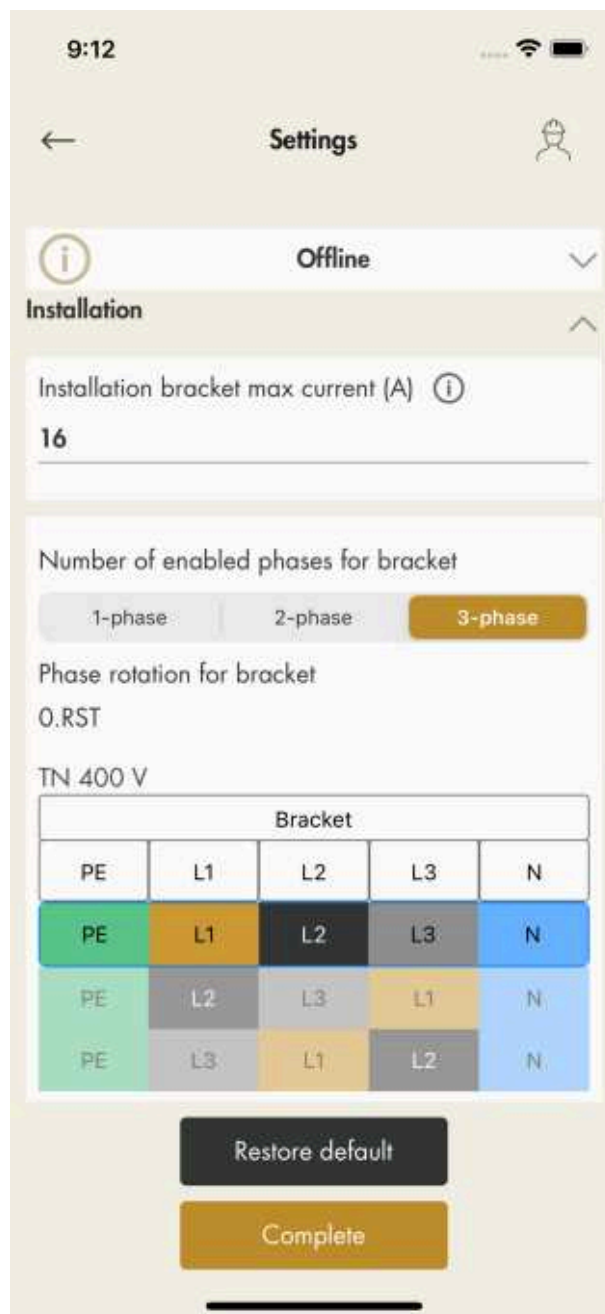 9:12
Settings
Offline
Installation
Installation bracket max current (A)
16
Number of enabled phases for bracket
1-phase 2-phase 3-phase
Phase rotation for bracket
0.RST
TN 400 V
Bracket
PE L1 L2 L3 N
PE L1 L2 L3 N
PE L2 L3 L1 N
PE L3 L1 L2 N
Restore default
Complete